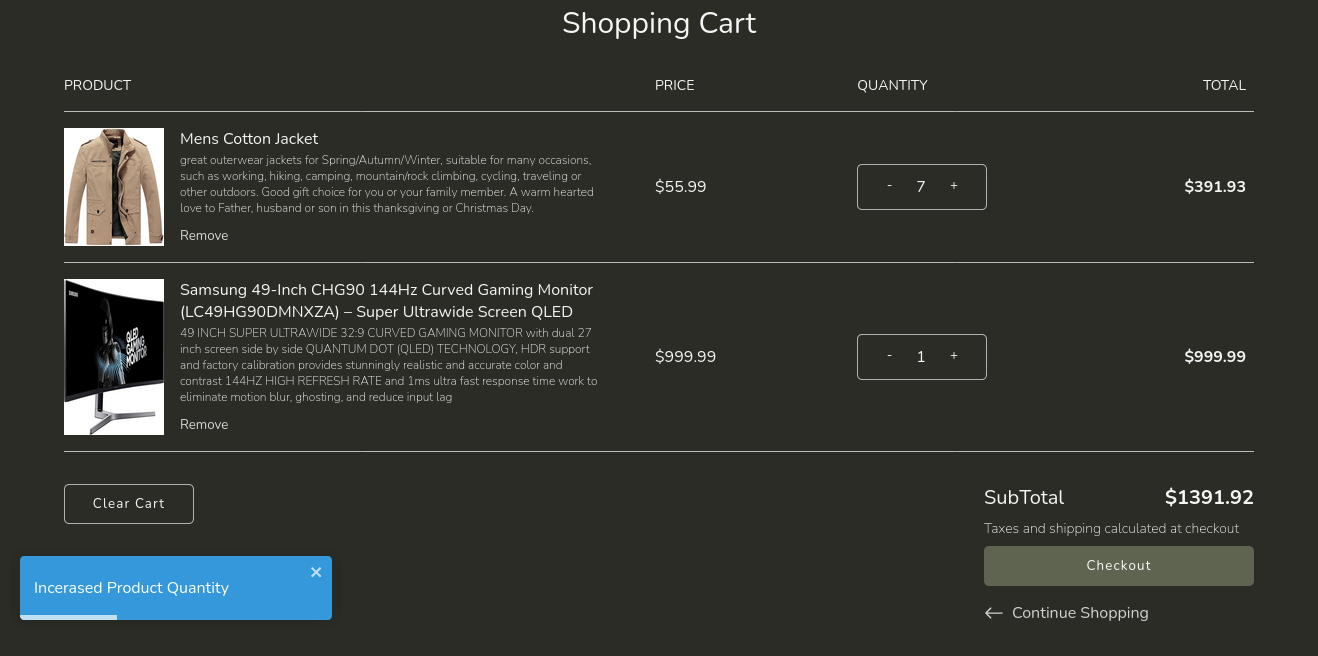 Shopping Cart
PRODUCT PRICE QUANTITY TOTAL
Mens Cotton Jacket
great outerwear jackets for Spring/Autumn/Winter, suitable for many occasions,
such as working, hiking, camping, mountain/rock climbing, cycling, traveling or
other outdoors. Good gift choice for you or your family member. A warm hearted
love to Father, husband or son in this thanksgiving or Christmas Day.
Remove
$55.99
- 7 +
$391.93
SAMSUNG
QLED
GAMING
MONITOR
Samsung 49-Inch CHG90 144Hz Curved Gaming Monitor
(LC49HG90DMNXZA) – Super Ultrawide Screen QLED
49 INCH SUPER ULTRAWIDE 32:9 CURVED GAMING MONITOR with dual 27
inch screen side by side QUANTUM DOT (QLED) TECHNOLOGY, HDR support
and factory calibration provides stunningly realistic and accurate color and
contrast 144HZ HIGH REFRESH RATE and 1ms ultra fast response time work to
eliminate motion blur, ghosting, and reduce input lag
Remove
$999.99
- 1 +
$999.99
Clear Cart
SubTotal $1391.92
Taxes and shipping calculated at checkout
Checkout
Continue Shopping
Incerased Product Quantity